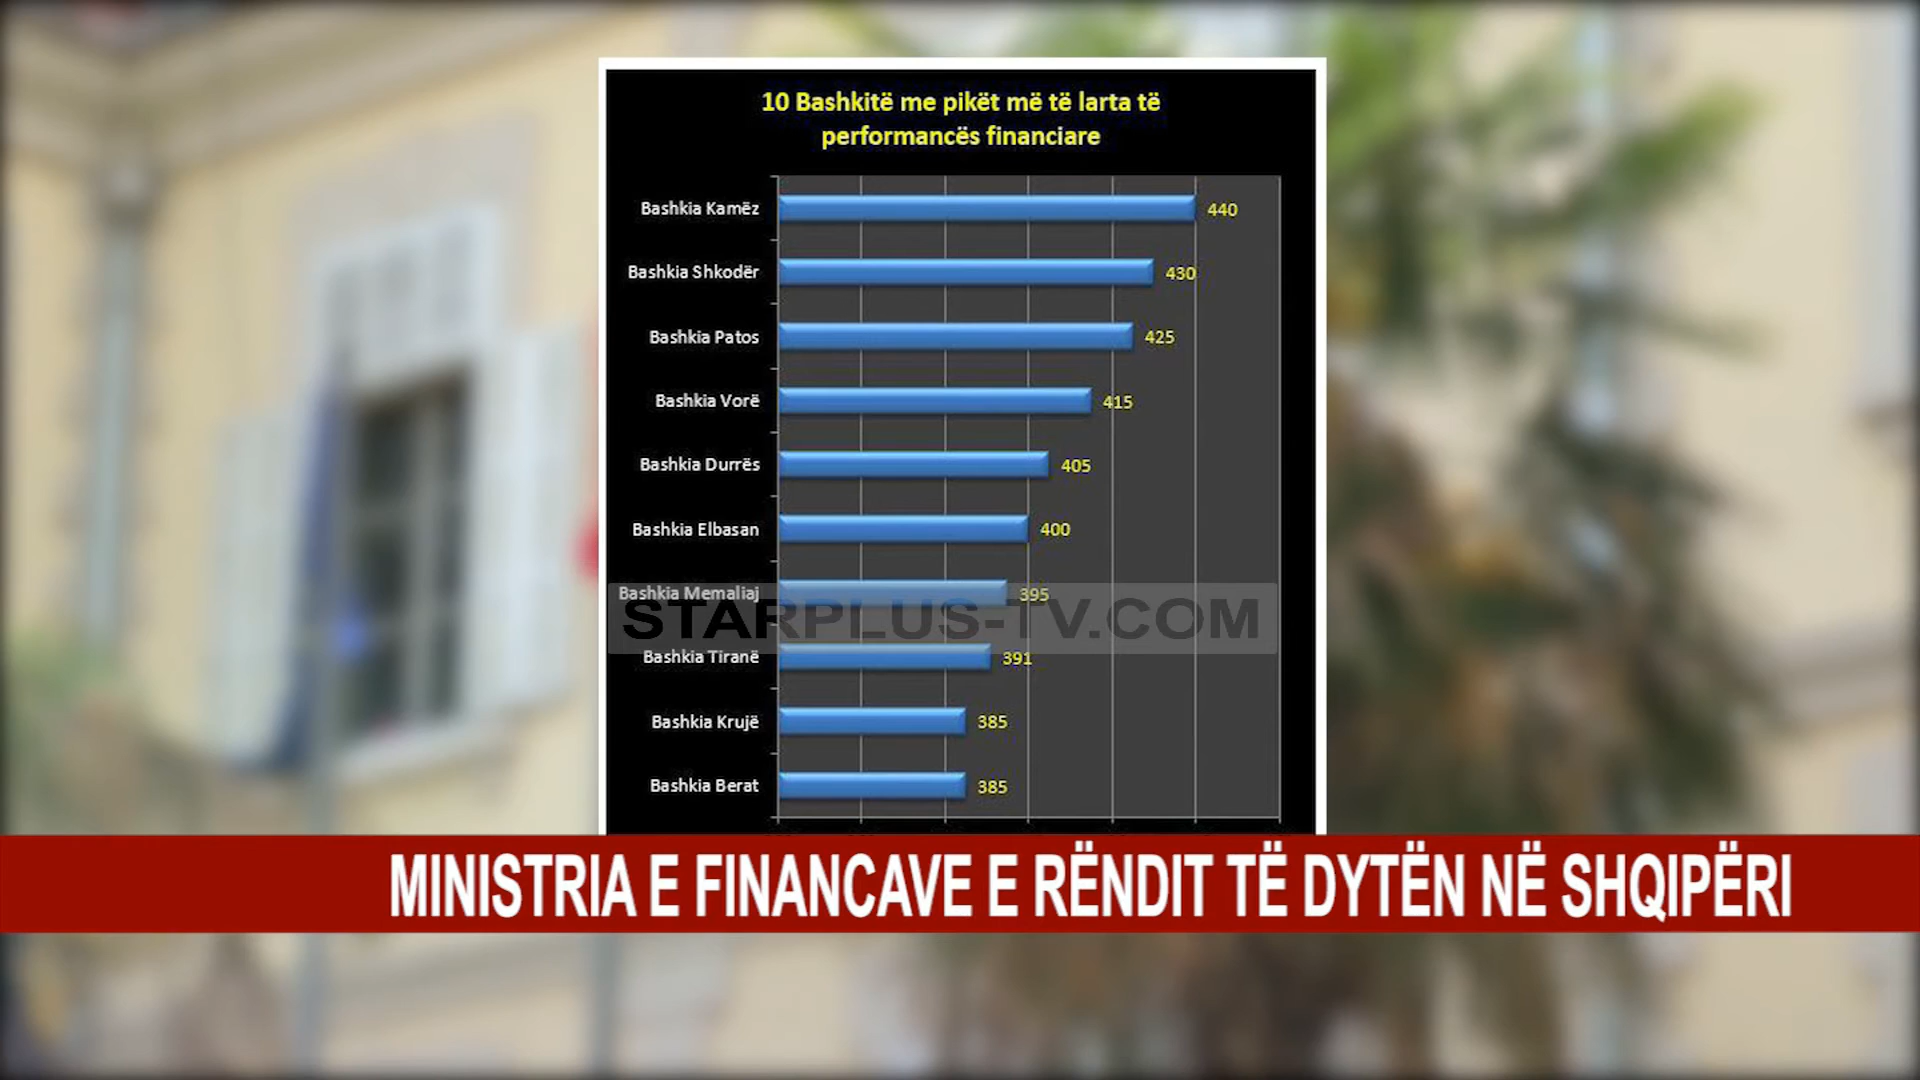 10 Bashkitë me pikët më të larta të
performancës financiare
Bashkia Kamëz 440
Bashkia Shkodër 430
Bashkia Patos 425
Bashkia Vorë 415
Bashkia Durrës 405
Bashkia Elbasan 400
Bashkia Memaliaj 395
STARPLUS-TV.COM
Bashkia Tiranë 391
Bashkia Krujë 385
Bashkia Berat 385
MINISTRIA E FINANCAVE E RËNDIT TË DYTËN NË SHQIPËRI